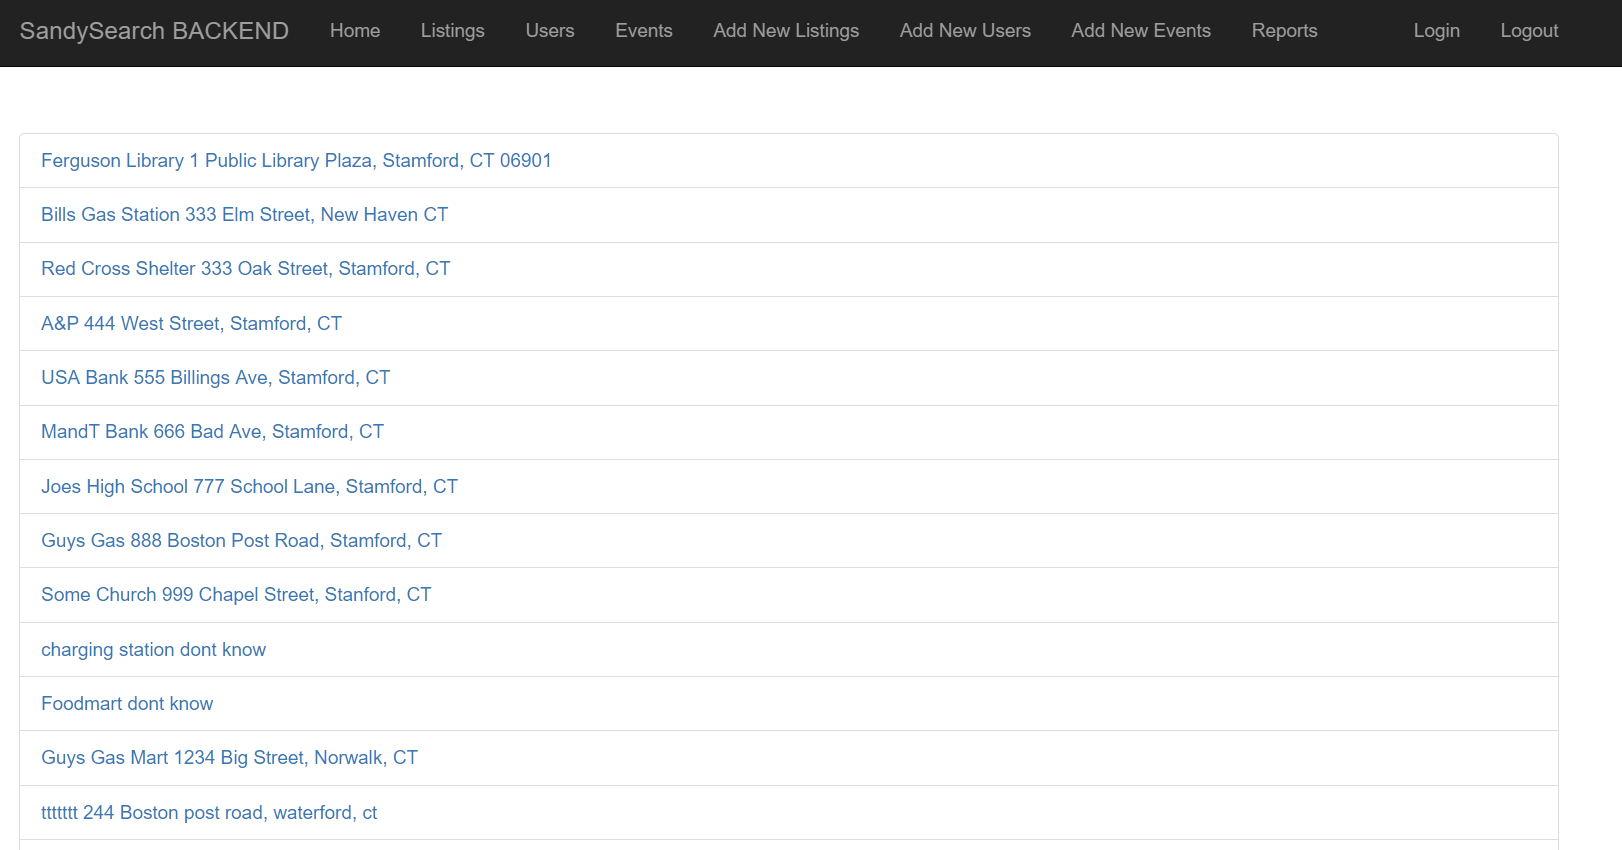 SandySearch BACKEND Home Listings Users Events Add New Listings Add New Users Add New Events Reports Login Logout
Ferguson Library 1 Public Library Plaza, Stamford, CT 06901
Bills Gas Station 333 Elm Street, New Haven CT
Red Cross Shelter 333 Oak Street, Stamford, CT
A&P 444 West Street, Stamford, CT
USA Bank 555 Billings Ave, Stamford, CT
MandT Bank 666 Bad Ave, Stamford, CT
Joes High School 777 School Lane, Stamford, CT
Guys Gas 888 Boston Post Road, Stamford, CT
Some Church 999 Chapel Street, Stanford, CT
charging station dont know
Foodmart dont know
Guys Gas Mart 1234 Big Street, Norwalk, CT
ttttttt 244 Boston post road, waterford, ct